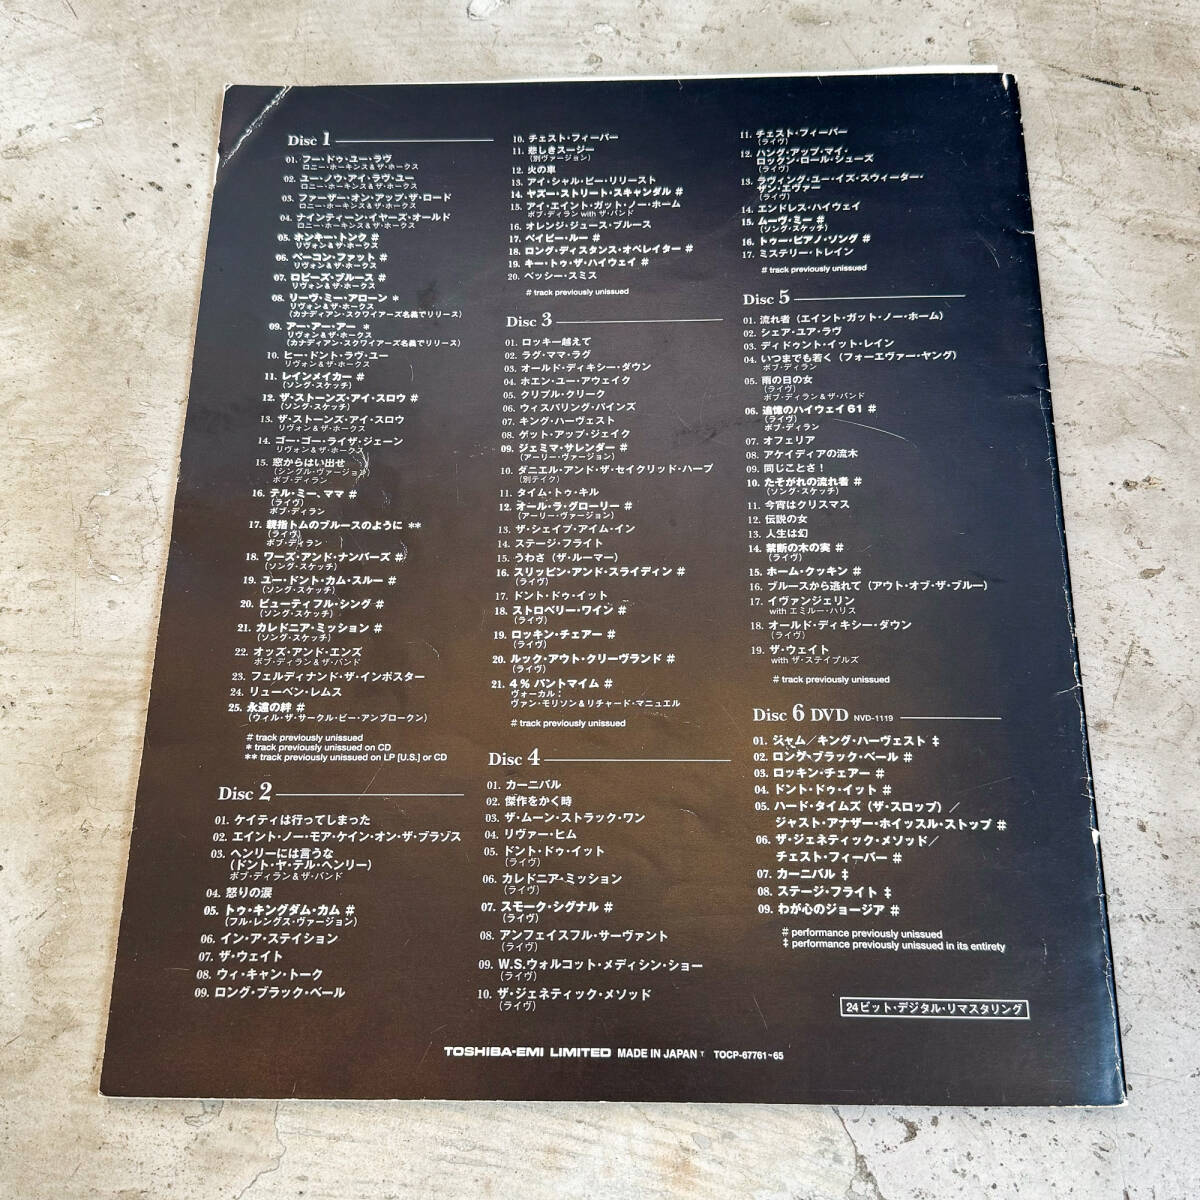 Disc 1
01. フー・ドゥ・ユー・ラヴ
ロニー・ホーキンス＆ザ・ホークス
02. ユー・ノウ・アイ・ラヴ・ユー
ロニー・ホーキンス＆ザ・ホークス
03. ファーザー・オン・アップ・ザ・ロード
ロニー・ホーキンス＆ザ・ホークス
04. ナインティーン・イヤーズ・オールド
ロニー・ホーキンス＆ザ・ホークス
05. ホンキー・トンク #
リヴォン＆ザ・ホークス
06. ベーコン・ファット #
リヴォン＆ザ・ホークス
07. ロビーズ・ブルース #
リヴォン＆ザ・ホークス
08. リーヴ・ミー・アローン *
リヴォン＆ザ・ホークス
(カナディアン・スクワイアーズ名義でリリース)
09. アー・アー・アー *
リヴォン＆ザ・ホークス
(カナディアン・スクワイアーズ名義でリリース)
10. ヒー・ドント・ラヴ・ユー
リヴォン＆ザ・ホークス
11. レインメイカー #
(ソング・スケッチ)
12. ザ・ストーンズ・アイ・スロウ #
(ソング・スケッチ)
13. ザ・ストーンズ・アイ・スロウ
リヴォン＆ザ・ホークス
14. ゴー・ゴー・ライザ・ジェーン
リヴォン＆ザ・ホークス
15. 窓からはい出せ
(シングル・ヴァージョン)
ボブ・ディラン
16. テル・ミー、ママ #
(ライヴ)
ボブ・ディラン
17. 親指トムのブルースのように **
(ライヴ)
ボブ・ディラン
18. ワーズ・アンド・ナンバーズ #
(ソング・スケッチ)
19. ユー・ドント・カム・スルー #
(ソング・スケッチ)
20. ビューティフル・シング #
(ソング・スケッチ)
21. カレドニア・ミッション #
(ソング・スケッチ)
22. オッズ・アンド・エンズ
ボブ・ディラン＆ザ・バンド
23. フェルディナンド・ザ・インポスター
24. リューベン・レムス
25. 永遠の絆 #
(ウィル・ザ・サークル・ビー・アンブロークン)
# track previously unissued
* track previously unissued on CD
** track previously unissued on LP [U.S.] or CD
Disc 2
01. ケイティは行ってしまった
02. エイント・ノー・モア・ケイン・オン・ザ・ブラゾス
03. ヘンリーには言うな
(ドント・ヤ・テル・ヘンリー)
ボブ・ディラン＆ザ・バンド
04. 怒りの涙
05. トゥ・キングダム・カム #
(フル・レングス・ヴァージョン)
06. イン・ア・ステイション
07. ザ・ウェイト
08. ウィ・キャン・トーク
09. ロング・ブラック・ベール
10. チェスト・フィーバー
11. 悲しきスージー
(別ヴァージョン)
12. 火の車
13. アイ・シャル・ビー・リリースト
14. ヤズー・ストリート・スキャンダル #
15. アイ・エイント・ガット・ノー・ホーム
ボブ・ディラン with ザ・バンド
16. オレンジ・ジュース・ブルース
17. ベイビー・ルー #
18. ロング・ディスタンス・オペレイター #
19. キー・トゥ・ザ・ハイウェイ #
20. ベッシー・スミス
# track previously unissued
Disc 3
01. ロッキー越えて
02. ラグ・ママ・ラグ
03. オールド・ディキシー・ダウン
04. ホエン・ユー・アウェイク
05. クリプル・クリーク
06. ウィスパリング・パインズ
07. キング・ハーヴェスト
08. ゲット・アップ・ジェイク
09. ジェミマ・サレンダー #
(アーリー・ヴァージョン)
10. ダニエル・アンド・ザ・セイクリッド・ハープ
(別テイク)
11. タイム・トゥ・キル
12. オール・ラ・グローリー #
(アーリー・ヴァージョン)
13. ザ・シェイプ・アイム・イン
14. ステージ・フライト
15. うわさ (ザ・ルーマー)
16. スリッピン・アンド・スライディン #
(ライヴ)
17. ドント・ドゥ・イット
18. ストロベリー・ワイン #
(ライヴ)
19. ロッキン・チェアー #
(ライヴ)
20. ルック・アウト・クリーヴランド #
(ライヴ)
21. 4％ パントマイム #
ヴォーカル：
ヴァン・モリソン＆リチャード・マニュエル
# track previously unissued
Disc 4
01. カーニバル
02. 傑作をかく時
03. ザ・ムーン・ストラック・ワン
04. リヴァー・ヒム
05. ドント・ドゥ・イット
(ライヴ)
06. カレドニア・ミッション
(ライヴ)
07. スモーク・シグナル #
(ライヴ)
08. アンフェイスフル・サーヴァント
(ライヴ)
09. W.S.ウォルコット・メディシン・ショー
(ライヴ)
10. ザ・ジェネティック・メソッド
(ライヴ)
11. チェスト・フィーバー
(ライヴ)
12. ハング・アップ・マイ・
ロックン・ロール・シューズ
(ライヴ)
13. ラヴィング・ユー・イズ・スウィーター・
ザン・エヴァー
(ライヴ)
14. エンドレス・ハイウェイ
15. ムーヴ・ミー #
(ソング・スケッチ)
16. トゥー・ピアノ・ソング #
17. ミステリー・トレイン
# track previously unissued
Disc 5
01. 流れ者 (エイント・ガット・ノー・ホーム)
02. シェア・ユア・ラヴ
03. ディドゥント・イット・レイン
04. いつまでも若く (フォーエヴァー・ヤング)
ボブ・ディラン
05. 雨の日の女
(ライヴ)
ボブ・ディラン＆ザ・バンド
06. 追憶のハイウェイ 61 #
(ライヴ)
ボブ・ディラン
07. オフェリア
08. アケイディアの流木
09. 同じことさ！
10. たそがれの流れ者 #
(ソング・スケッチ)
11. 今宵はクリスマス
12. 伝説の女
13. 人生は幻
14. 禁断の木の実 #
(ライヴ)
15. ホーム・クッキン #
16. ブルースから逃れて (アウト・オブ・ザ・ブルー)
17. イヴァンジェリン
with エミルー・ハリス
18. オールド・ディキシー・ダウン
(ライヴ)
19. ザ・ウェイト
with ザ・ステイプルズ
# track previously unissued
Disc 6 DVD NVD-1119
01. ジャム／キング・ハーヴェスト ‡
02. ロング・ブラック・ベール #
03. ロッキン・チェアー #
04. ドント・ドゥ・イット #
05. ハード・タイムズ (ザ・スロップ) ／
ジャスト・アナザー・ホイッスル・ストップ #
06. ザ・ジェネティック・メソッド／
チェスト・フィーバー #
07. カーニバル ‡
08. ステージ・フライト ‡
09. わが心のジョージア #
# performance previously unissued
‡ performance previously unissued in its entirety
24ビット・デジタル・リマスタリング
TOSHIBA-EMI LIMITED MADE IN JAPAN T TOCP-67761~65